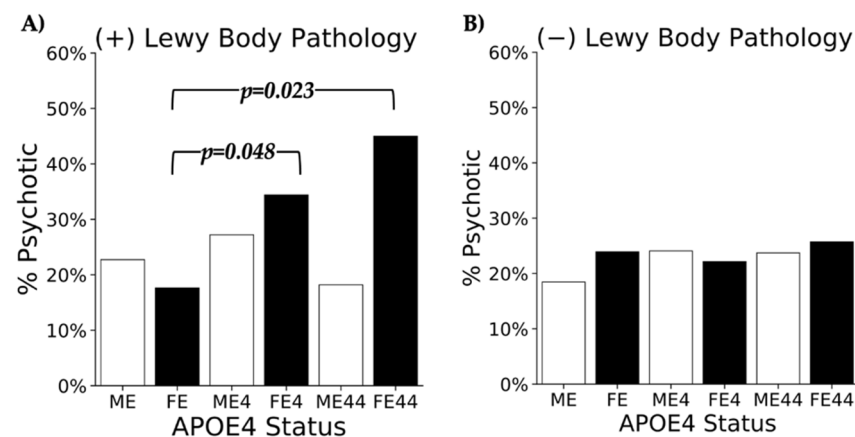 A)
(+) Lewy Body Pathology
60%
50%
40%
30%
20%
10%
0%
% Psychotic
p=0.023
p=0.048
ME FE ME4 FE4 ME44 FE44
APOE4 Status
B)
(−) Lewy Body Pathology
60%
50%
40%
30%
20%
10%
0%
% Psychotic
ME FE ME4 FE4 ME44 FE44
APOE4 Status